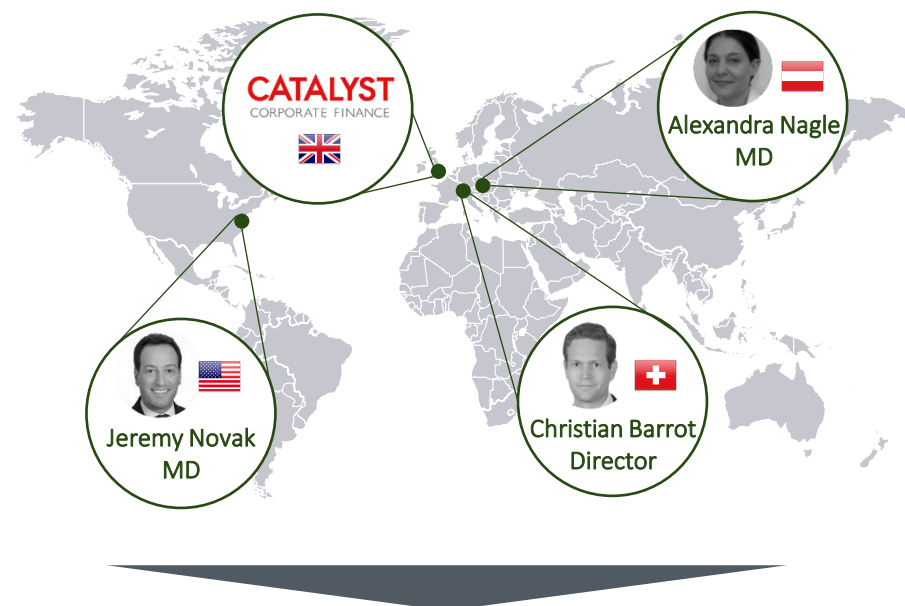 CATALYST
CORPORATE FINANCE
Alexandra Nagle
MD
Jeremy Novak
MD
Christian Barrot
Director